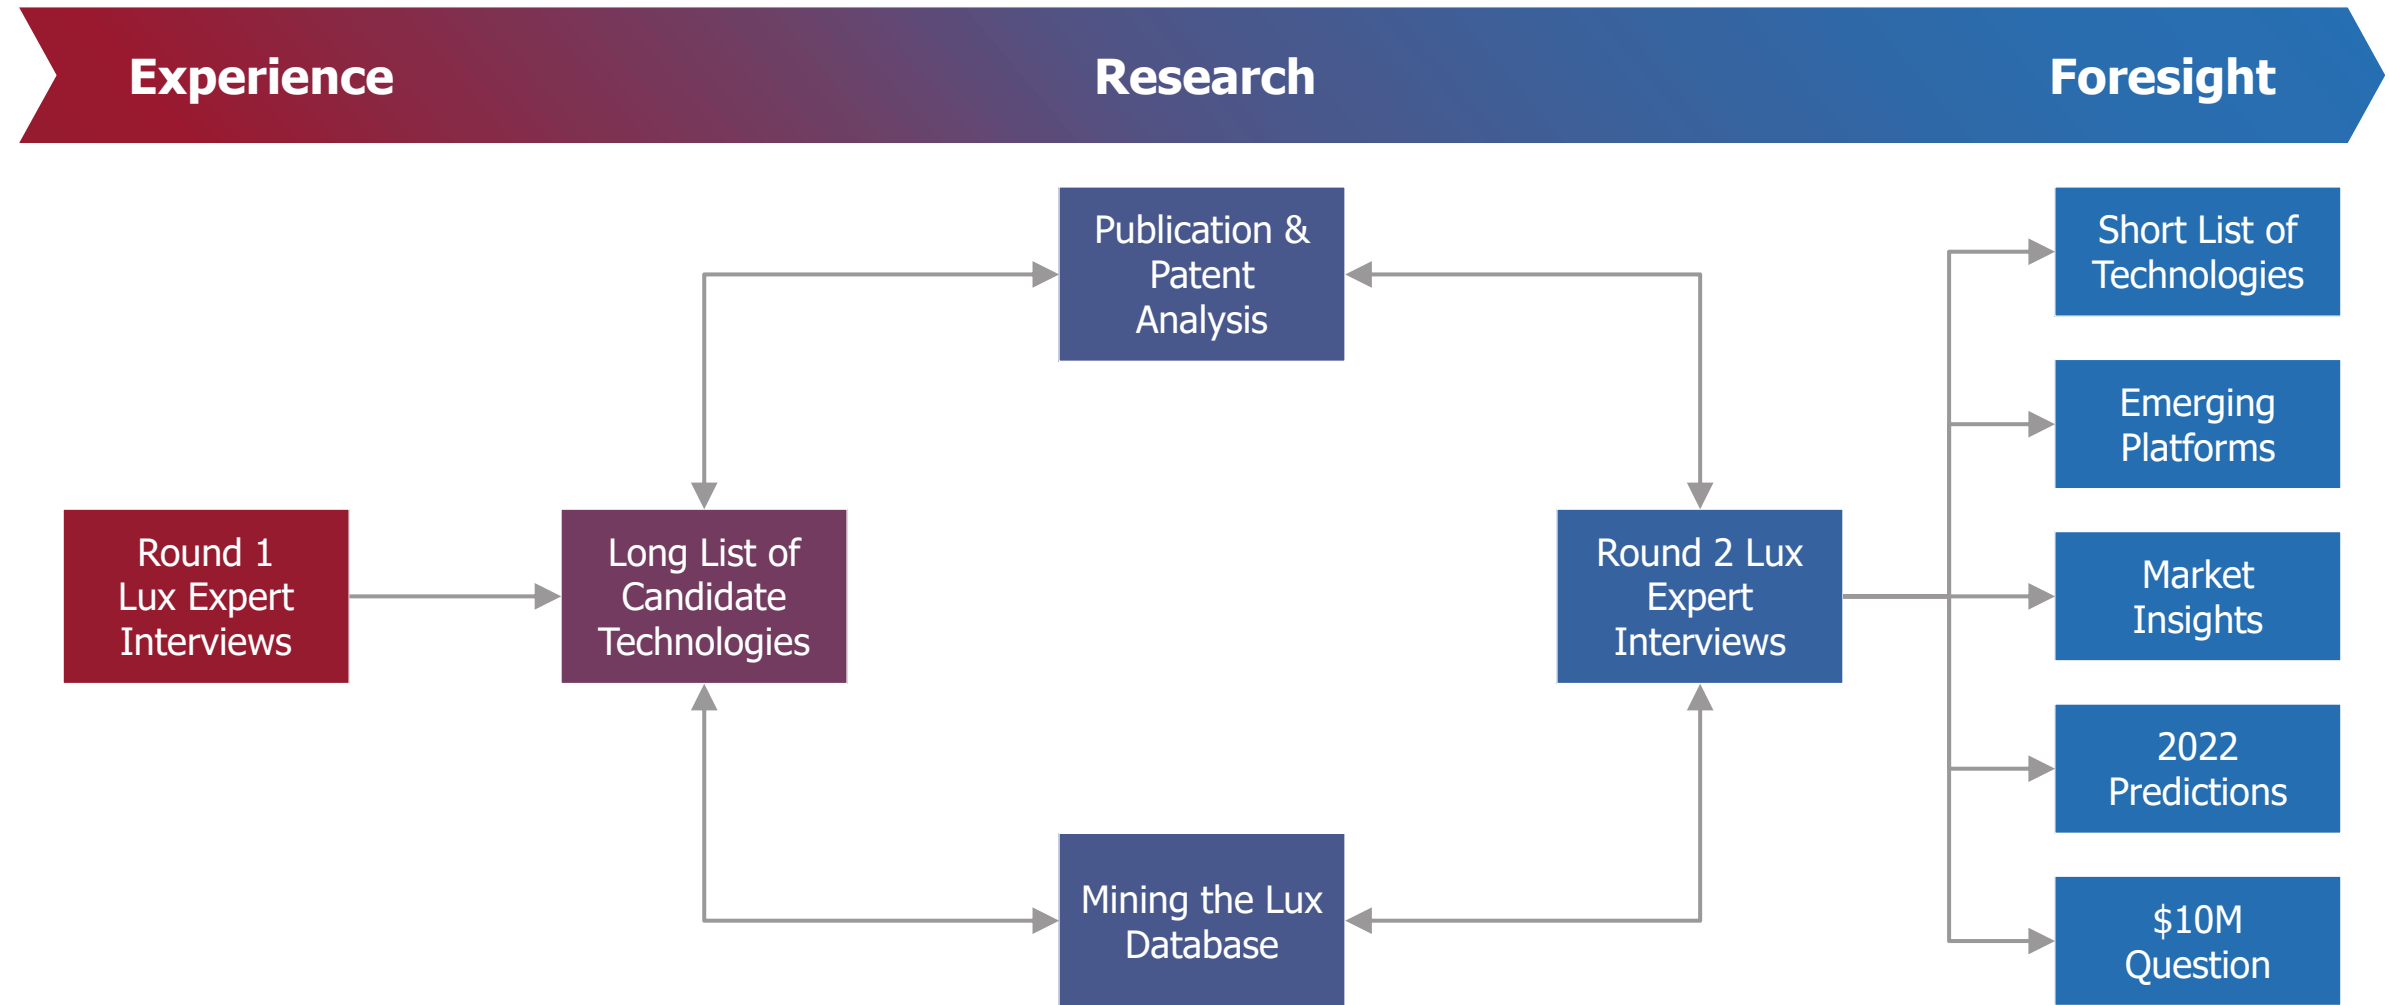 Experience
Research
Foresight
Publication &
Patent
Analysis
Short List of
Technologies
Emerging
Platforms
Round 1
Lux Expert
Interviews
Long List of
Candidate
Technologies
Round 2 Lux
Expert
Interviews
Market
Insights
2022
Predictions
Mining the Lux
Database
$10M
Question